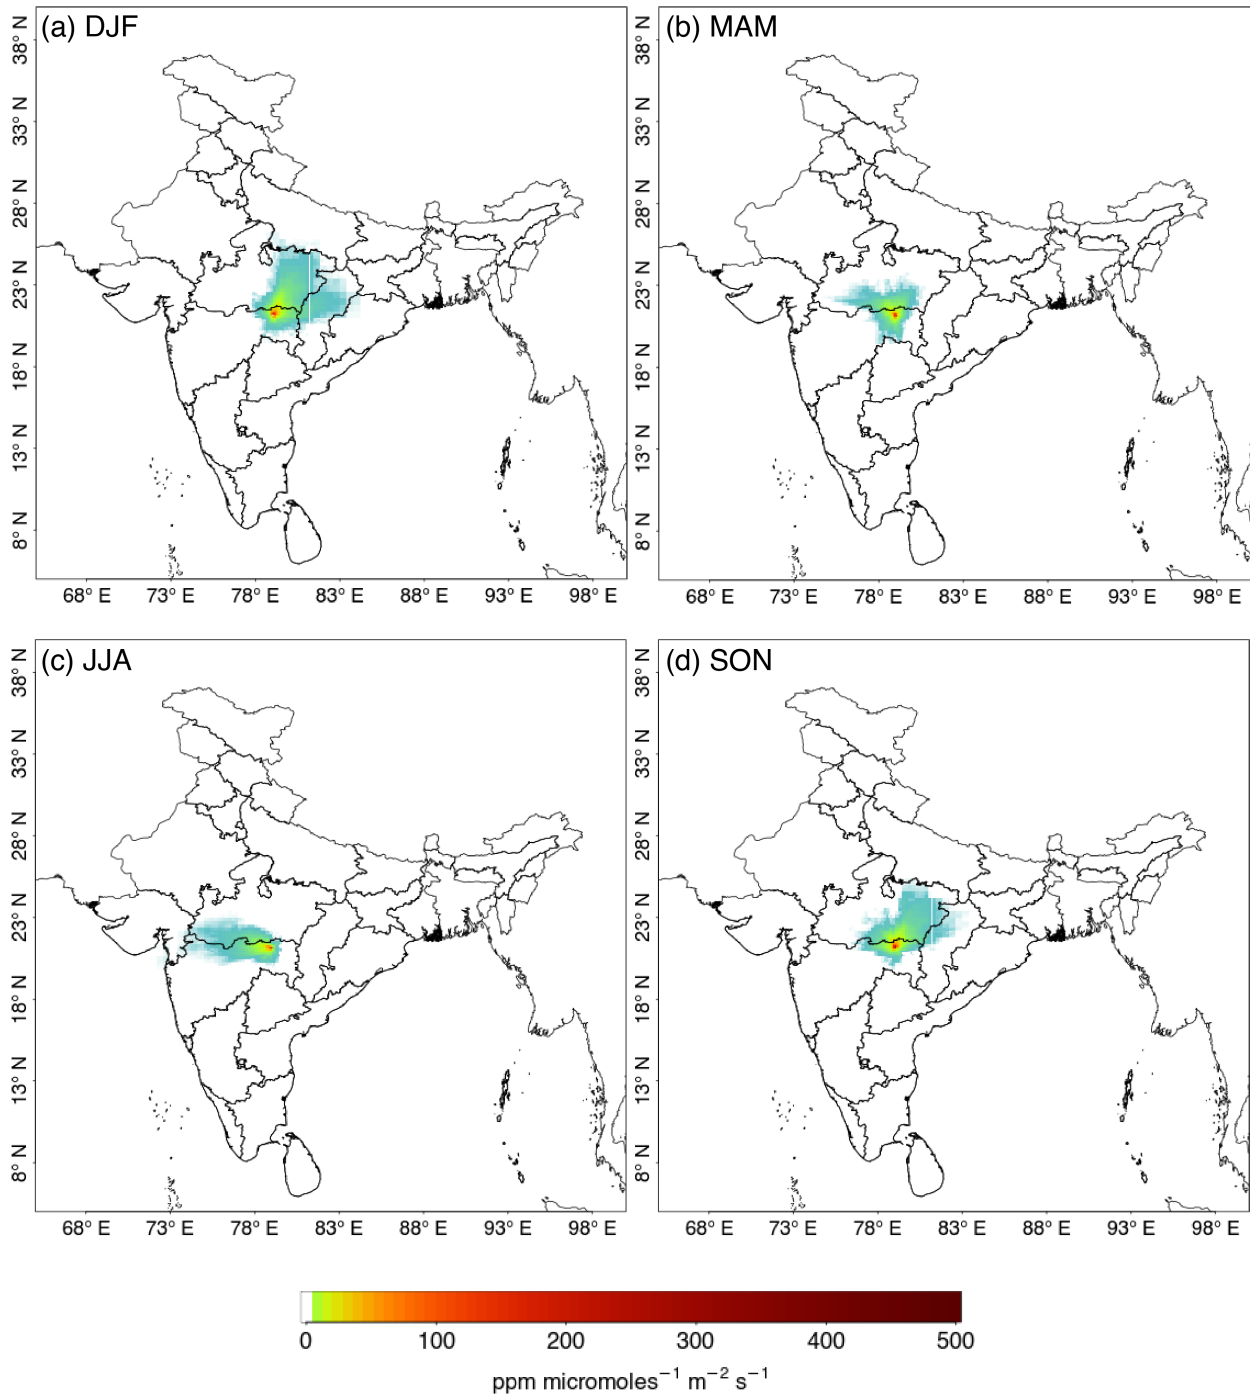 (a) DJF
(b) MAM
38° N
33° N
28° N
23° N
18° N
13° N
8° N
38° N
33° N
28° N
23° N
18° N
13° N
8° N
68° E 73° E 78° E 83° E 88° E 93° E 98° E
68° E 73° E 78° E 83° E 88° E 93° E 98° E
(c) JJA
(d) SON
38° N
33° N
28° N
23° N
18° N
13° N
8° N
38° N
33° N
28° N
23° N
18° N
13° N
8° N
68° E 73° E 78° E 83° E 88° E 93° E 98° E
68° E 73° E 78° E 83° E 88° E 93° E 98° E
0 100 200 300 400 500
ppm micromoles⁻¹ m⁻² s⁻¹